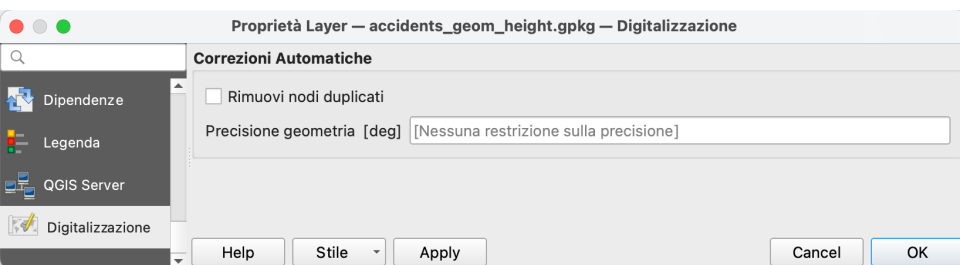 Proprietà Layer — accidents_geom_height.gpkg — Digitalizzazione
Correzioni Automatiche
Dipendenze
Legenda
QGIS Server
Digitalizzazione
Rimuovi nodi duplicati
Precisione geometria [deg] [Nessuna restrizione sulla precisione]
Help Stile Apply Cancel OK